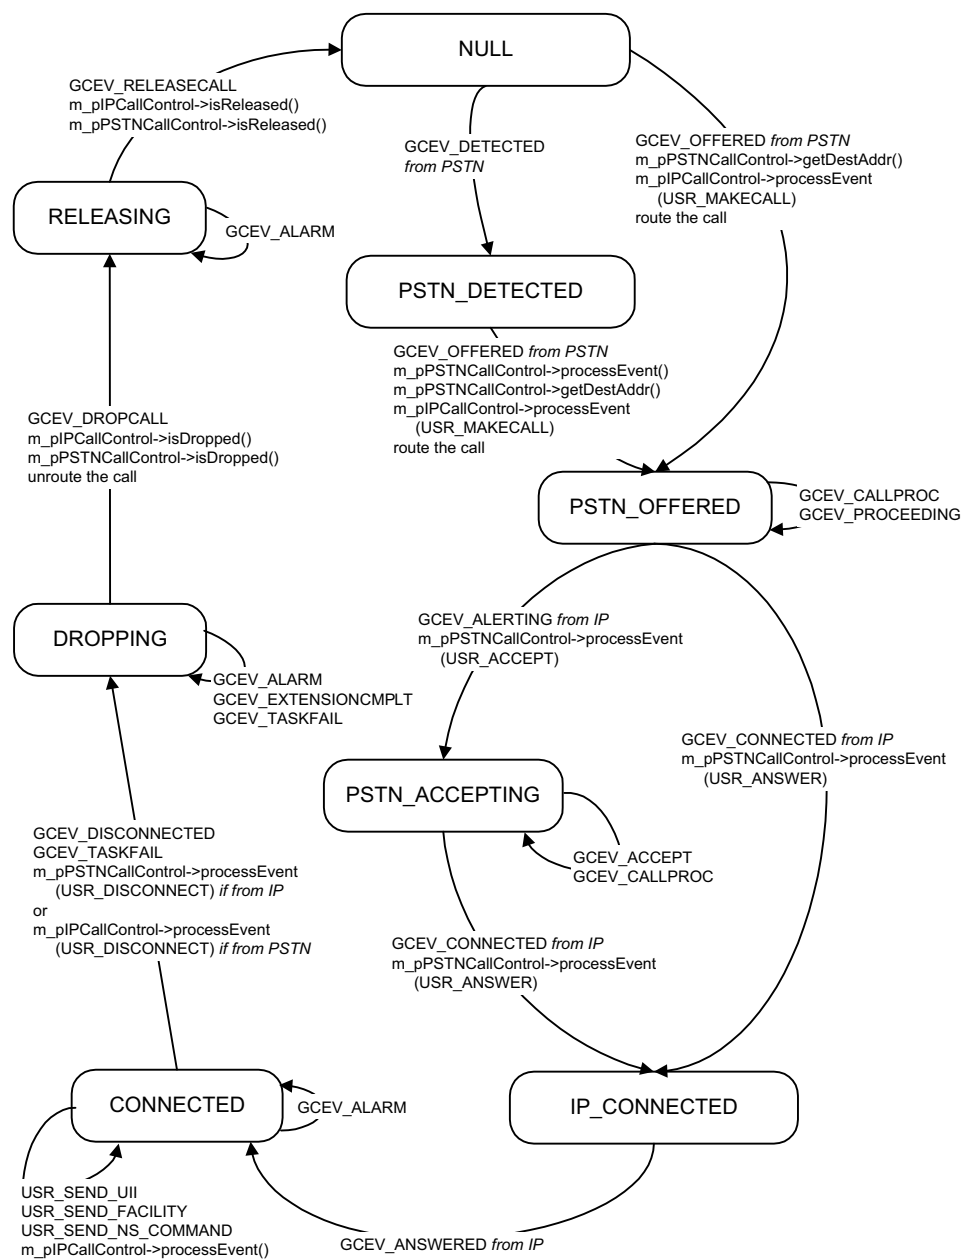 NULL
GCEV_RELEASECALL
m_pIPCallControl->isReleased()
m_pPSTNCallControl->isReleased()
GCEV_DETECTED
from PSTN
GCEV_OFFERED from PSTN
m_pPSTNCallControl->getDestAddr()
m_pIPCallControl->processEvent
(USR_MAKECALL)
route the call
RELEASING
GCEV_ALARM
PSTN_DETECTED
GCEV_OFFERED from PSTN
m_pPSTNCallControl->processEvent()
m_pPSTNCallControl->getDestAddr()
m_pIPCallControl->processEvent
(USR_MAKECALL)
route the call
GCEV_DROPCALL
m_pIPCallControl->isDropped()
m_pPSTNCallControl->isDropped()
unroute the call
PSTN_OFFERED
GCEV_CALLPROC
GCEV_PROCEEDING
GCEV_ALERTING from IP
m_pPSTNCallControl->processEvent
(USR_ACCEPT)
DROPPING
GCEV_ALARM
GCEV_EXTENSIONCMPLT
GCEV_TASKFAIL
GCEV_CONNECTED from IP
m_pPSTNCallControl->processEvent
(USR_ANSWER)
PSTN_ACCEPTING
GCEV_ACCEPT
GCEV_CALLPROC
GCEV_DISCONNECTED
GCEV_TASKFAIL
m_pPSTNCallControl->processEvent
(USR_DISCONNECT) if from IP
or
m_pIPCallControl->processEvent
(USR_DISCONNECT) if from PSTN
GCEV_CONNECTED from IP
m_pPSTNCallControl->processEvent
(USR_ANSWER)
CONNECTED
GCEV_ALARM
IP_CONNECTED
USR_SEND_UII
USR_SEND_FACILITY
USR_SEND_NS_COMMAND
m_pIPCallControl->processEvent()
GCEV_ANSWERED from IP